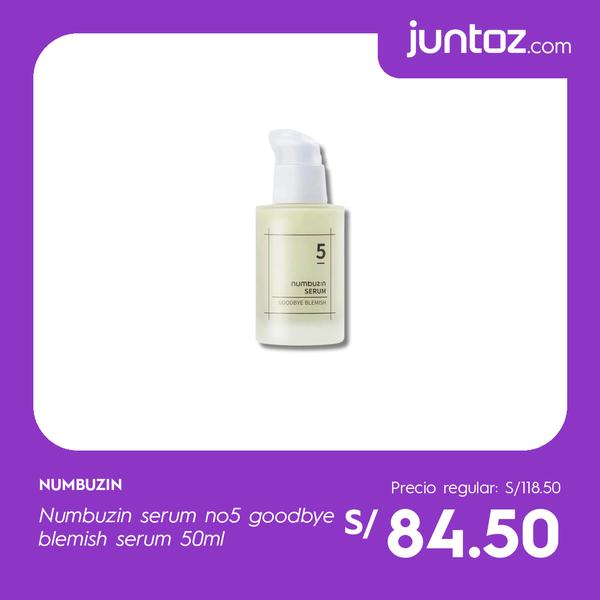 juntoz.com
5
numbuzin
SERUM
GOODBYE BLEMISH
NUMBUZIN
Numbuzin serum no5 goodbye
blemish serum 50ml
Precio regular: S/118.50
S/ 84.50